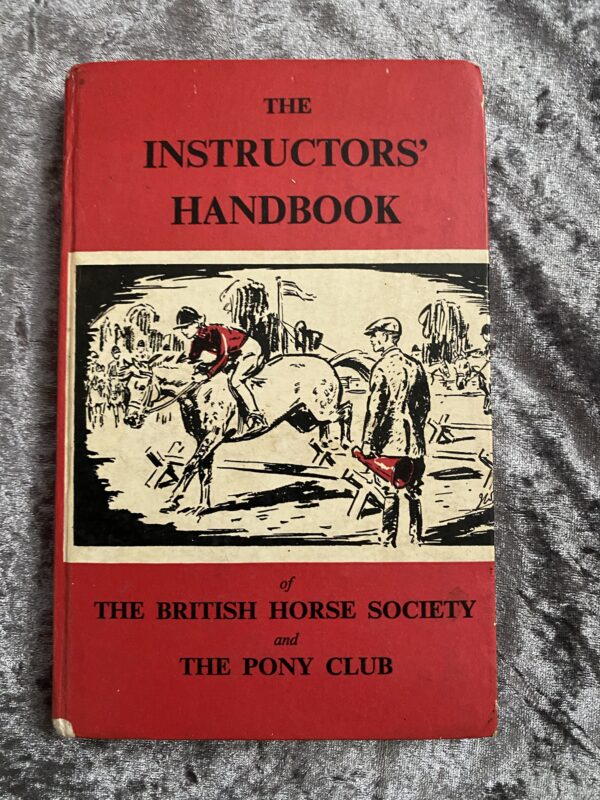 THE
INSTRUCTORS'
HANDBOOK
of
THE BRITISH HORSE SOCIETY
and
THE PONY CLUB